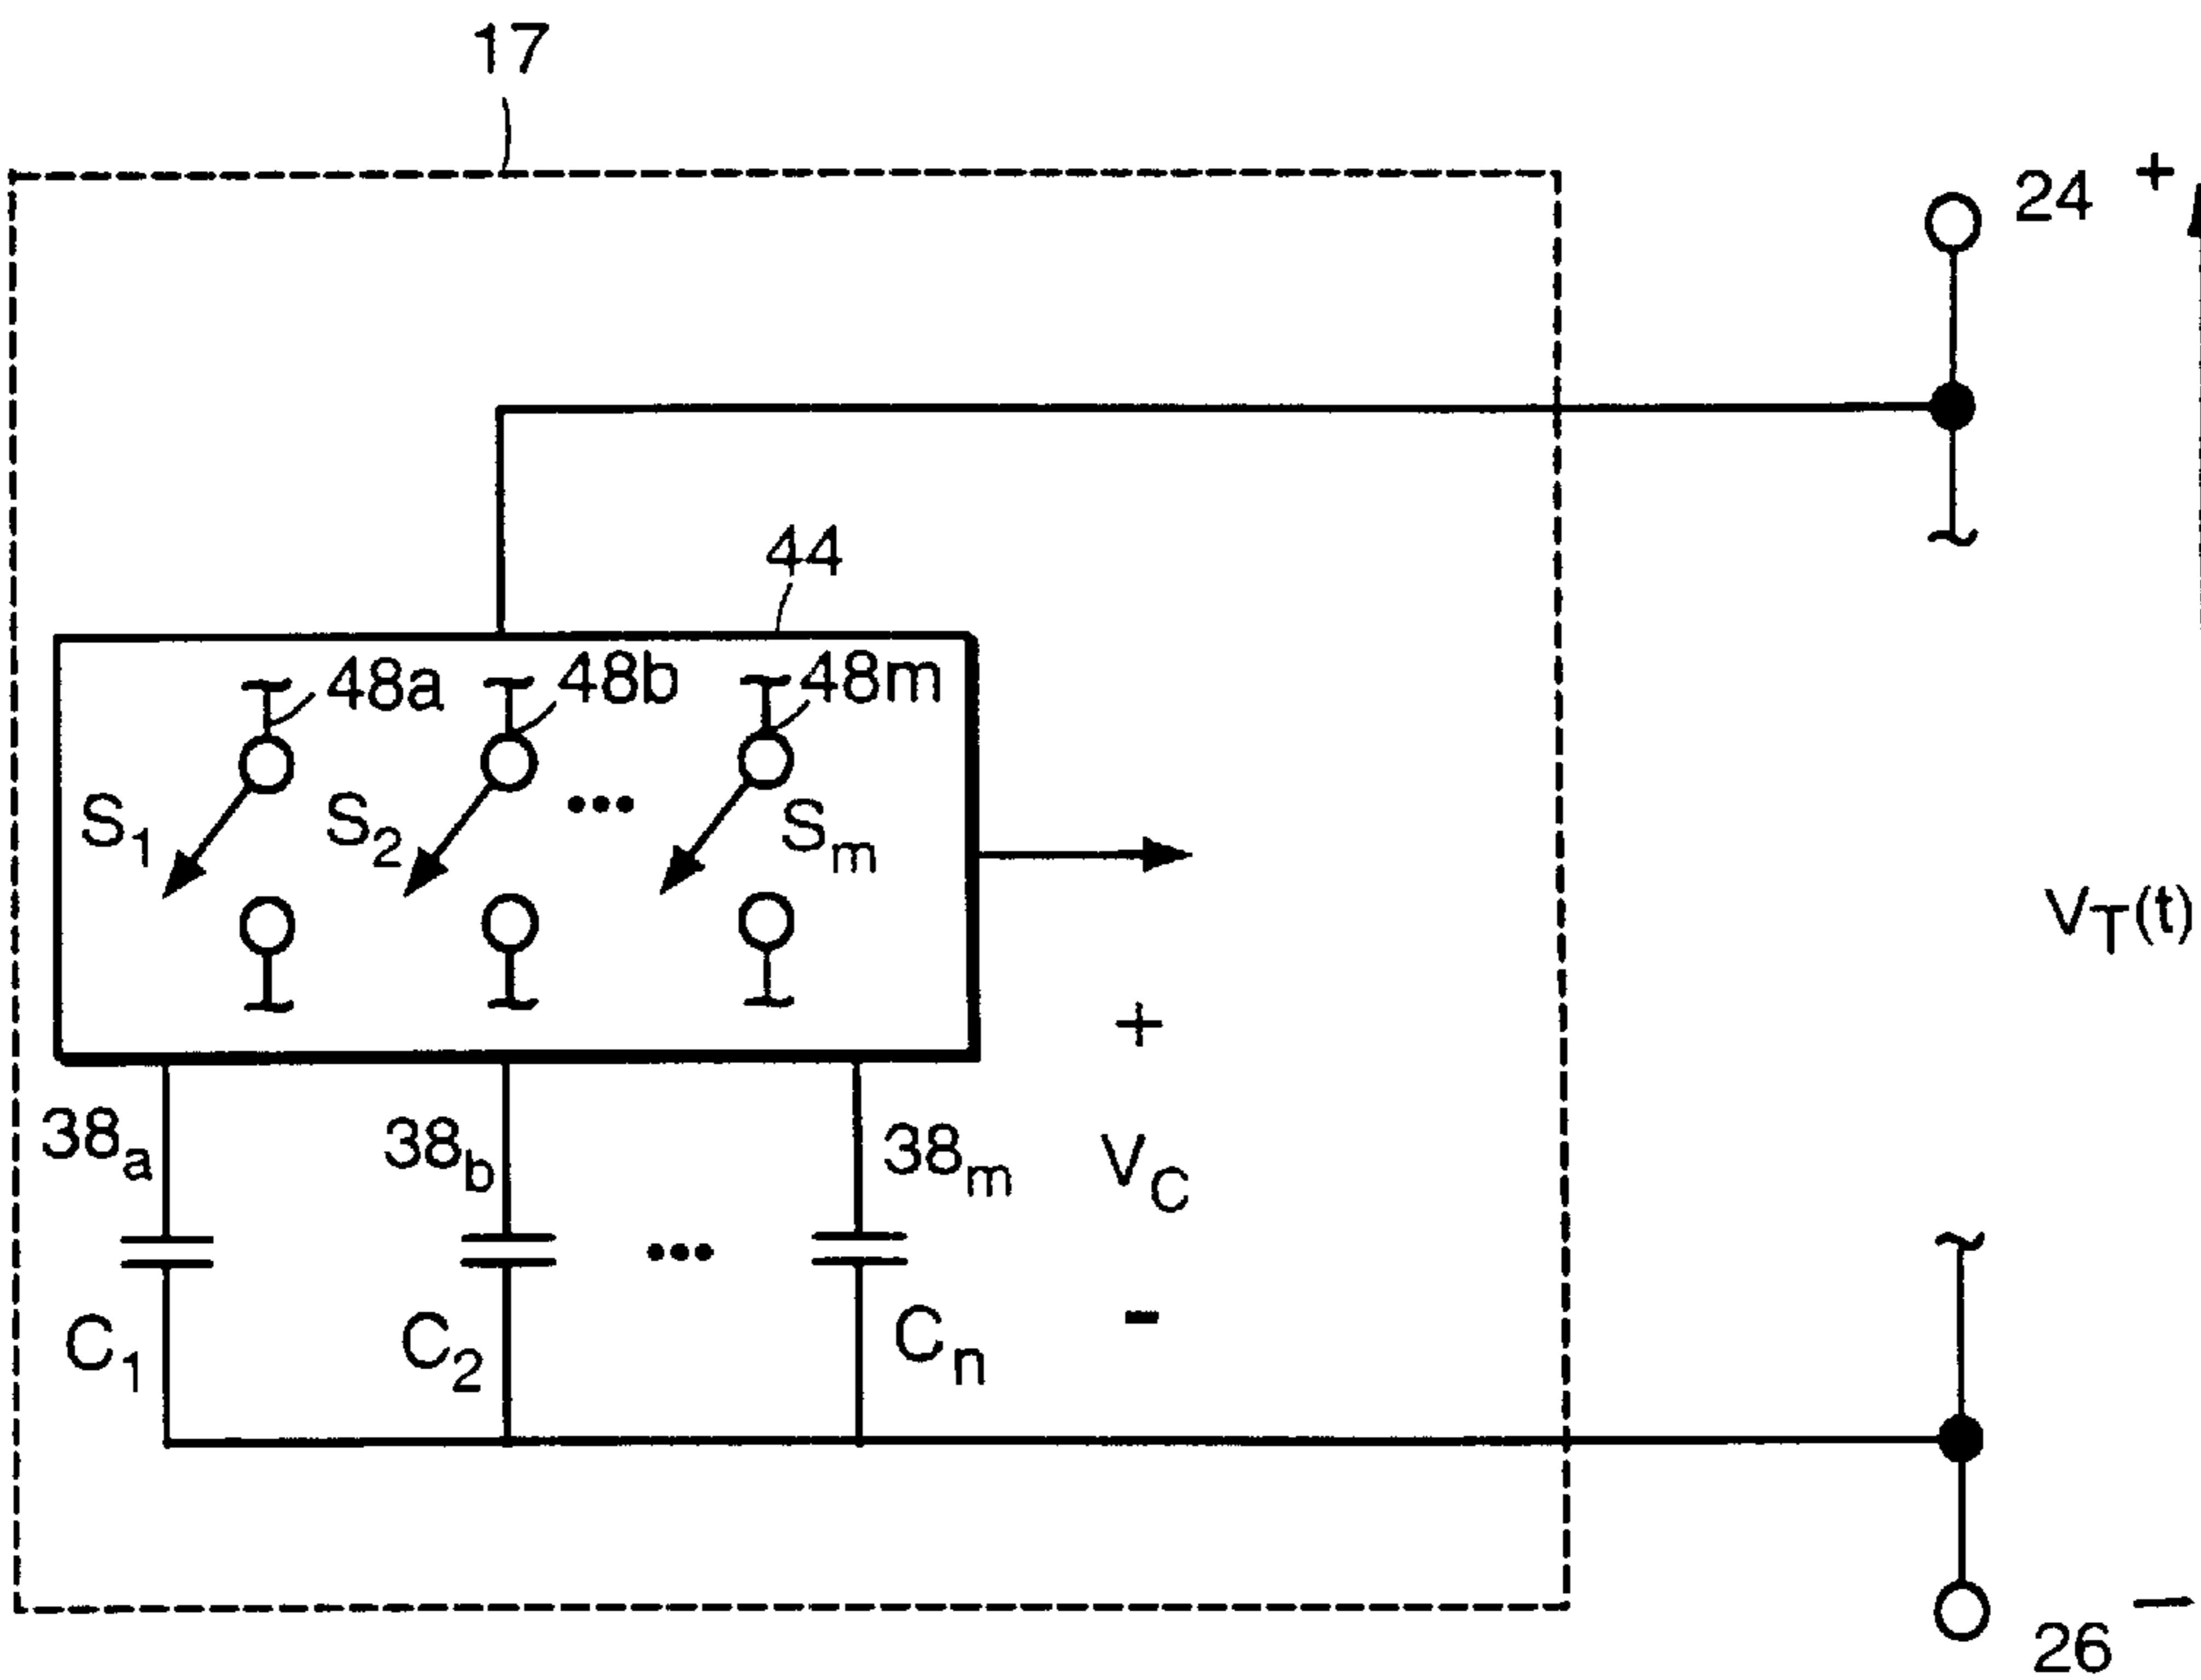 17
24 +
44
48a 48b 48m
S1 S2 ••• Sm
VT(t)
+
38a 38b 38m
VC
•••
-
C1 C2 Cn
26 —